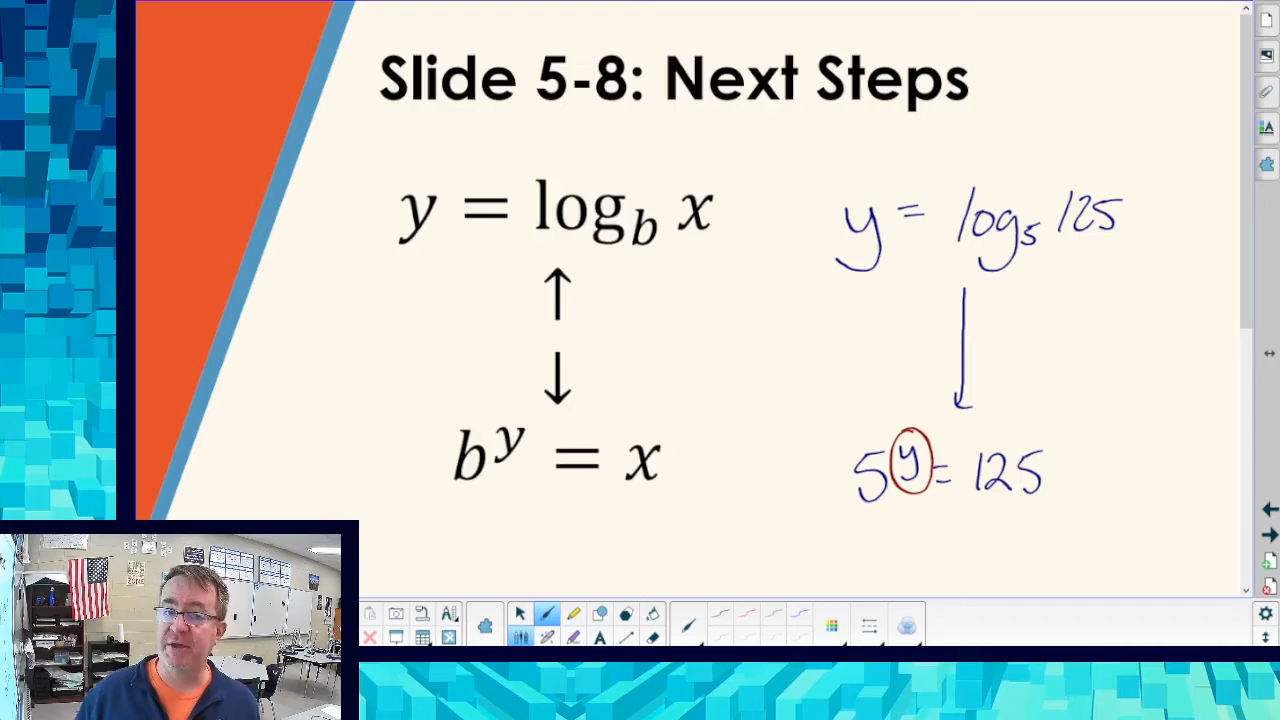 Slide 5-8: Next Steps
y = log_b x
↑
↓
b^y = x
y = log_5 125
↓
5^y = 125